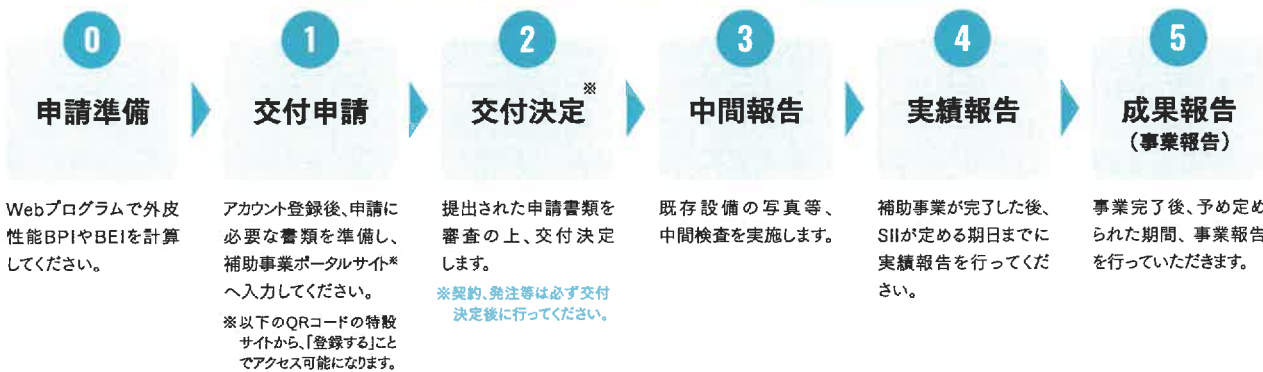 0
申請準備
Webプログラムで外皮
性能BPIやBEIを計算
してください。
1
交付申請
アカウント登録後、申請に
必要な書類を準備し、
補助事業ポータルサイト※
へ入力してください。
※以下のQRコードの特設
サイトから、「登録する」こと
でアクセス可能になります。
2
交付決定※
提出された申請書類を
審査の上、交付決定
します。
※契約、発注等は必ず交付
決定後に行ってください。
3
中間報告
既存設備の写真等、
中間検査を実施します。
4
実績報告
補助事業が完了した後、
SIIが定める期日までに
実績報告を行ってくだ
さい。
5
成果報告
（事業報告）
事業完了後、予め定め
られた期間、事業報告
を行っていただきます。